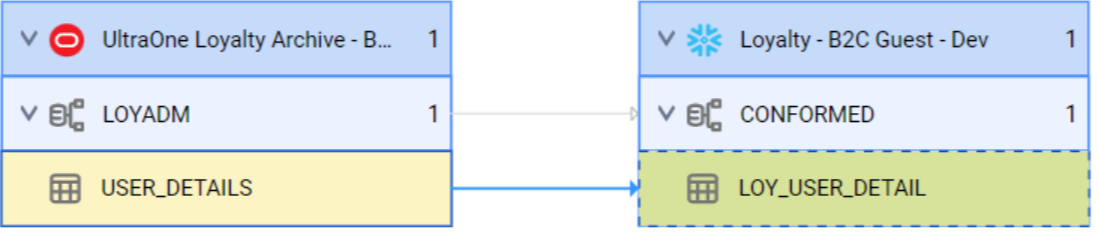 UltraOne Loyalty Archive - B... 1
Loyalty - B2C Guest - Dev 1
LOYADM 1
CONFORMED 1
USER_DETAILS
LOY_USER_DETAIL